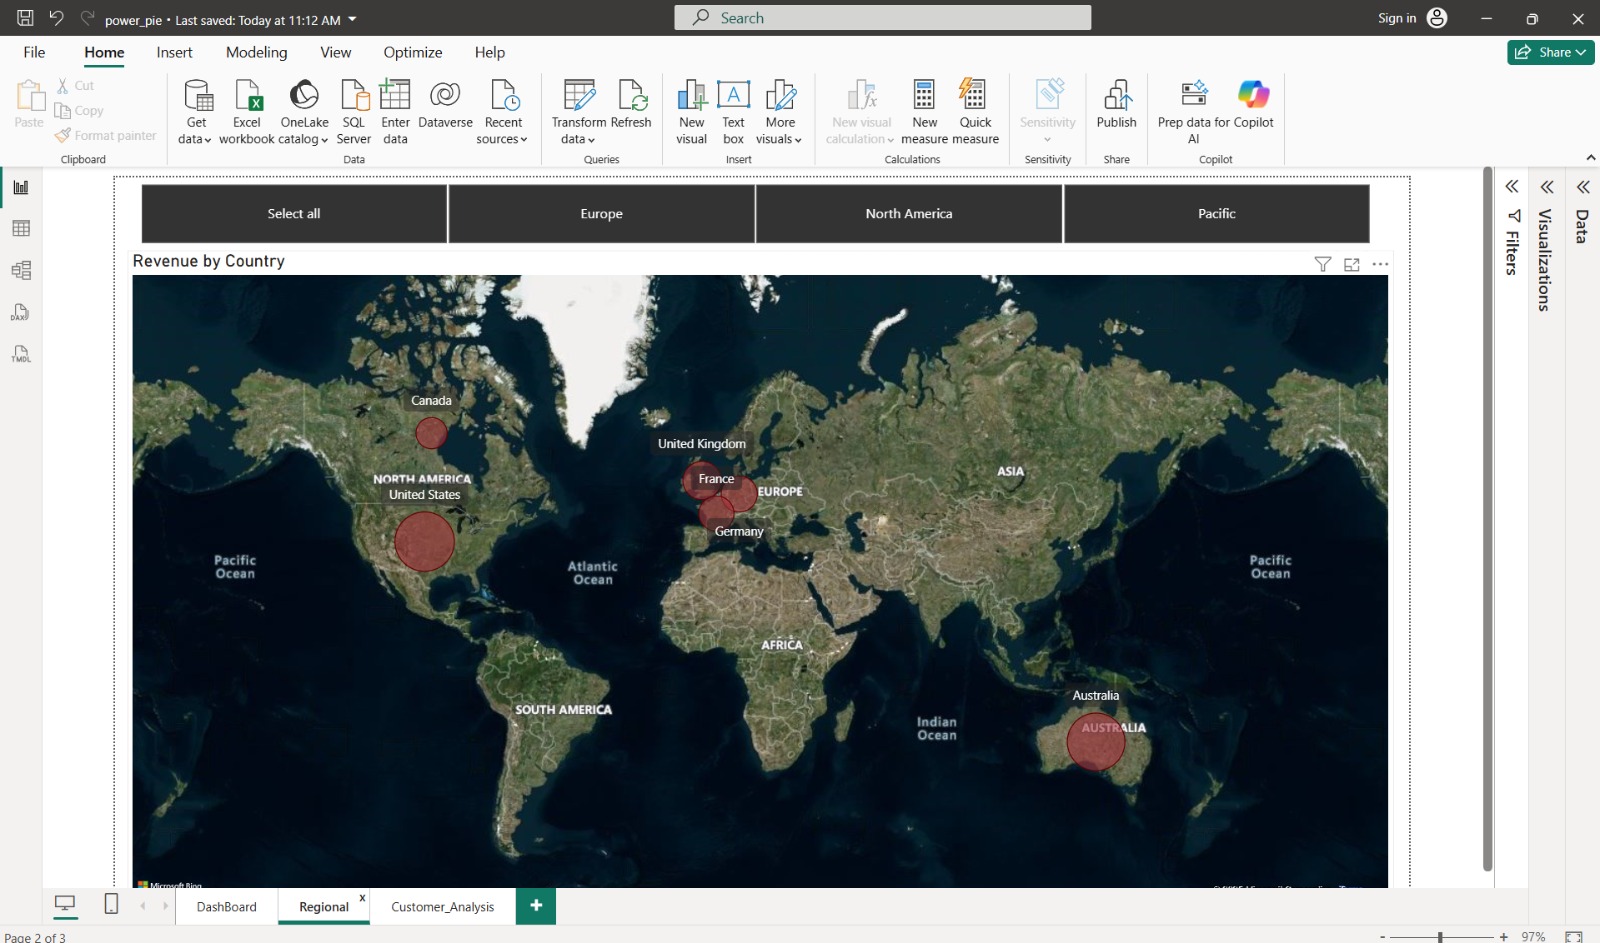 power_pie • Last saved: Today at 11:12 AM
Search
Sign in
File Home Insert Modeling View Optimize Help
Share
Paste
Cut
Copy
Format painter
Clipboard
Get data
Excel workbook
OneLake catalog
SQL Server
Enter data
Dataverse
Recent sources
Data
Transform data
Refresh
Queries
New visual
Text box
More visuals
Insert
New visual calculation
New measure
Quick measure
Calculations
Sensitivity
Sensitivity
Publish
Share
Prep data for AI
Copilot
Copilot
DAX
TMDL
Select all
Europe
North America
Pacific
Filters
Visualizations
Data
Revenue by Country
Canada
United Kingdom
NORTH AMERICA
United States
France
EUROPE
ASIA
Germany
Pacific
Ocean
Atlantic
Ocean
Pacific
Ocean
AFRICA
SOUTH AMERICA
Indian
Ocean
Australia
AUSTRALIA
Microsoft Bing
DashBoard
Regional
x
Customer_Analysis
+
Page 2 of 3
- + 97%